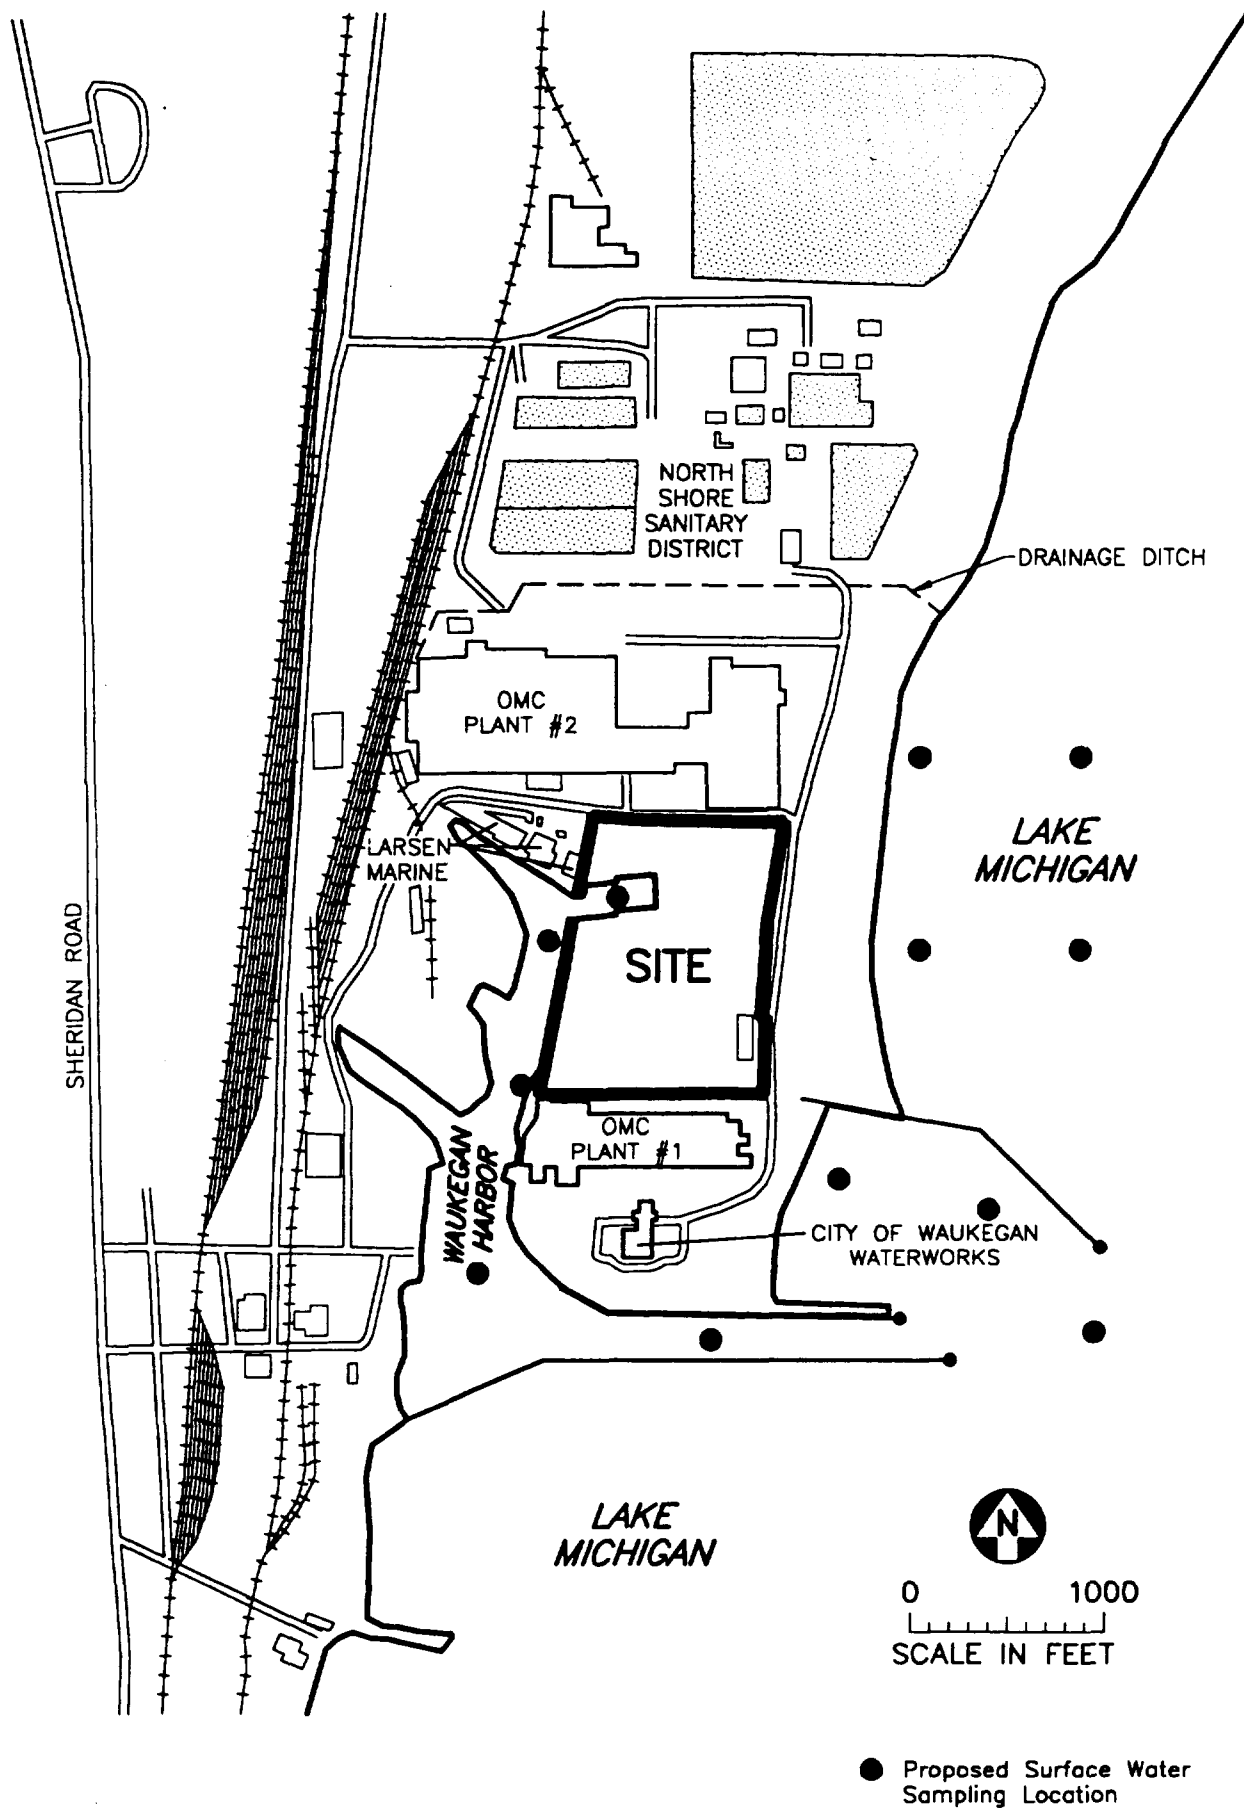 NORTH
SHORE
SANITARY
DISTRICT
DRAINAGE DITCH
OMC
PLANT #2
LARSEN
MARINE
LAKE
MICHIGAN
SITE
SHERIDAN ROAD
OMC
PLANT #1
WAUKEGAN
HARBOR
CITY OF WAUKEGAN
WATERWORKS
LAKE
MICHIGAN
N
0 1000
SCALE IN FEET
Proposed Surface Water
Sampling Location